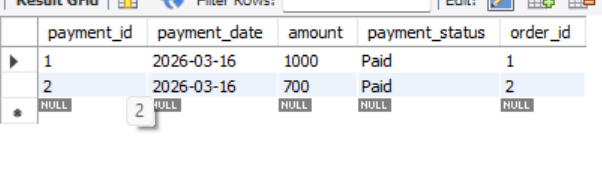 Result Grid Filter Rows: Edit:
payment_id payment_date amount payment_status order_id
1 2026-03-16 1000 Paid 1
2 2026-03-16 700 Paid 2
NULL NULL NULL NULL NULL
2